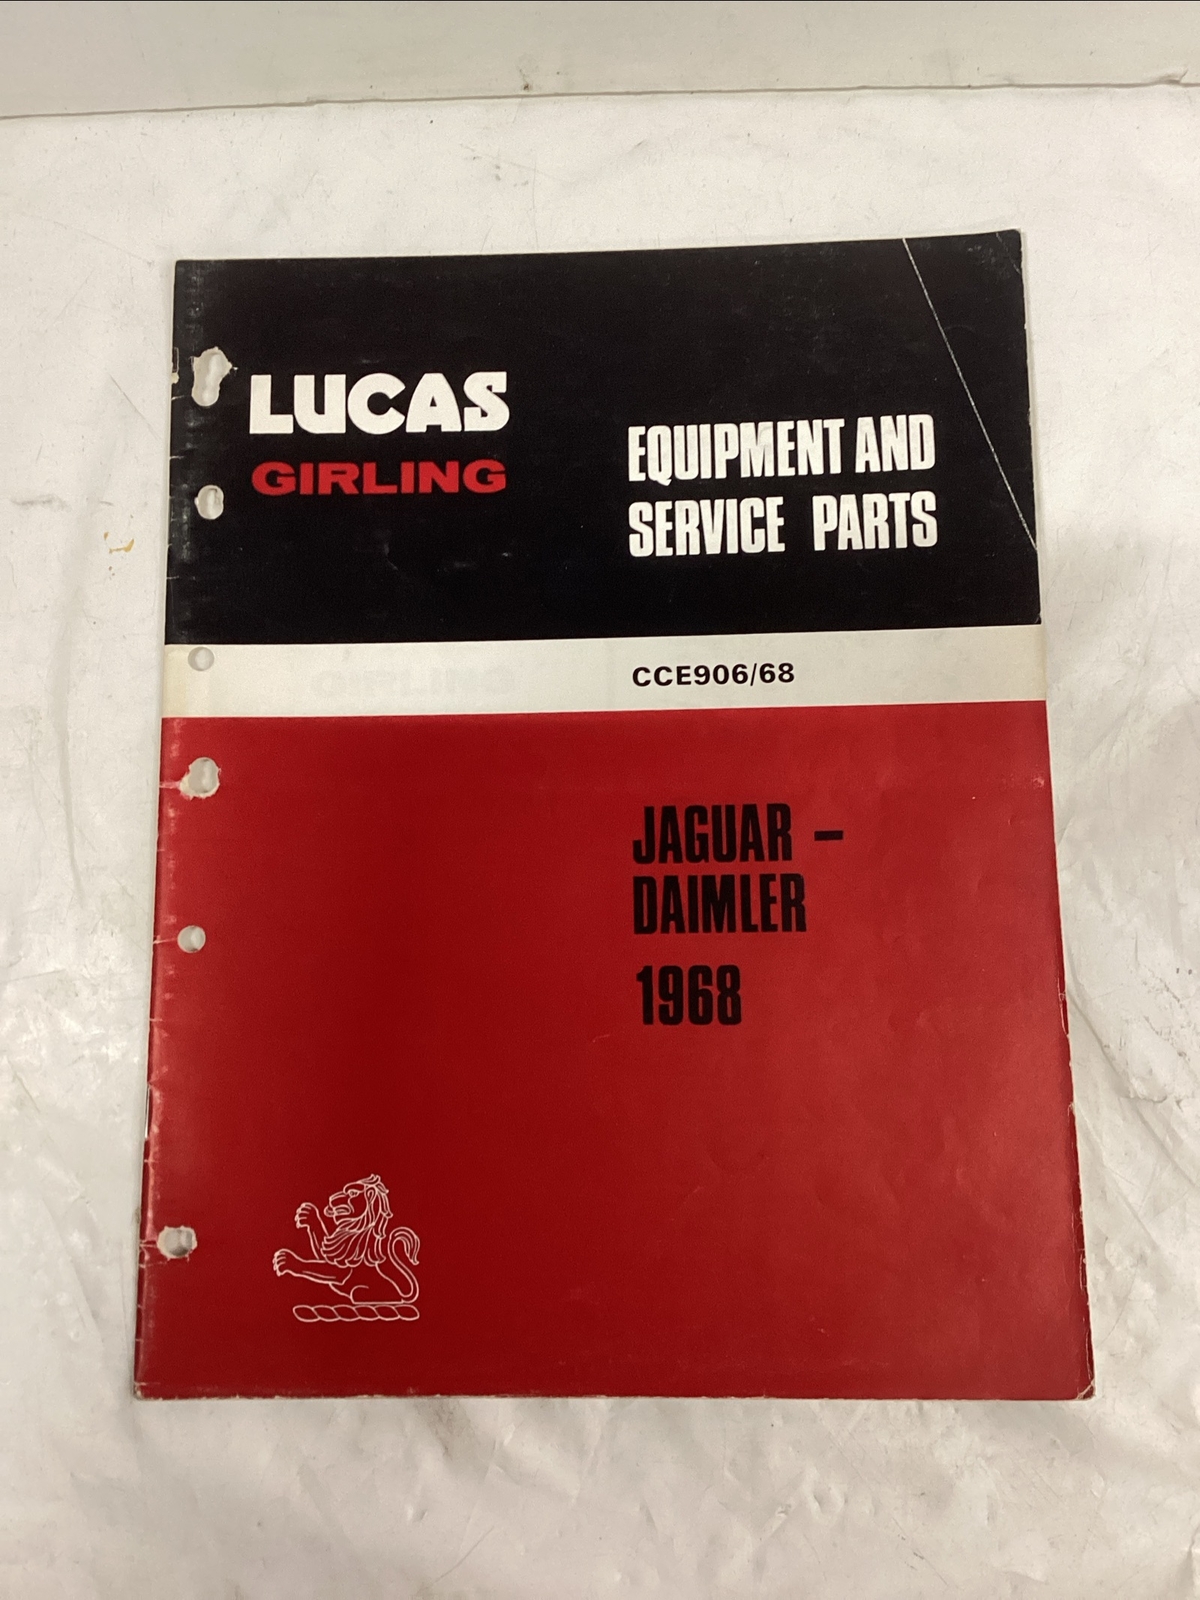 LUCAS
GIRLING
EQUIPMENT AND
SERVICE PARTS
CCE906/68
JAGUAR –
DAIMLER
1968